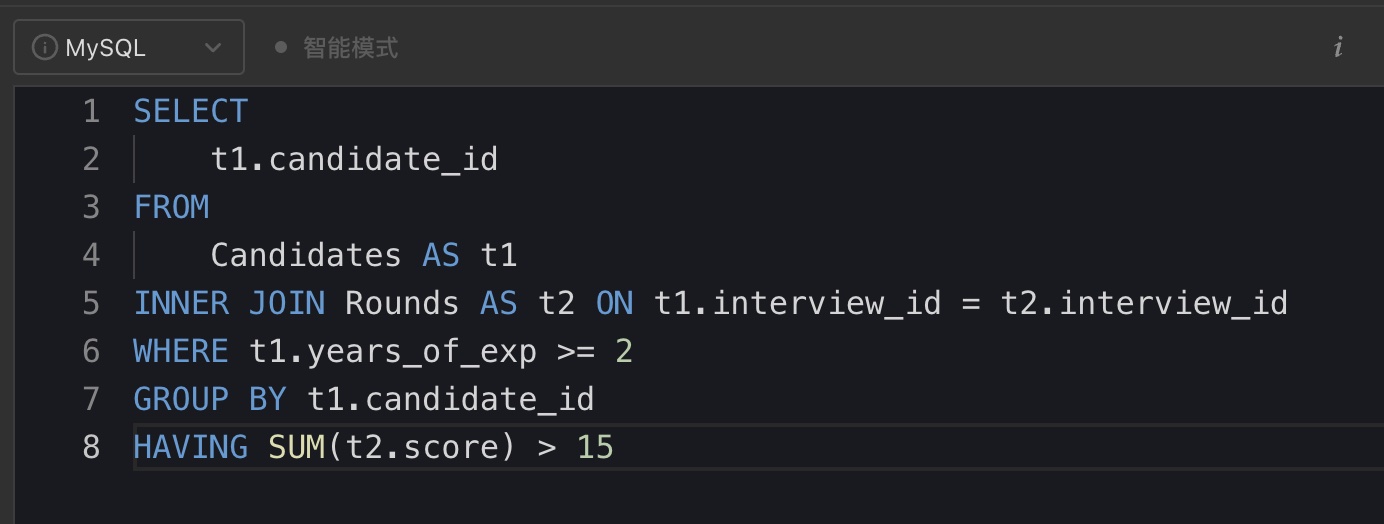 MySQL 智能模式 i
1 SELECT
2 t1.candidate_id
3 FROM
4 Candidates AS t1
5 INNER JOIN Rounds AS t2 ON t1.interview_id = t2.interview_id
6 WHERE t1.years_of_exp >= 2
7 GROUP BY t1.candidate_id
8 HAVING SUM(t2.score) > 15